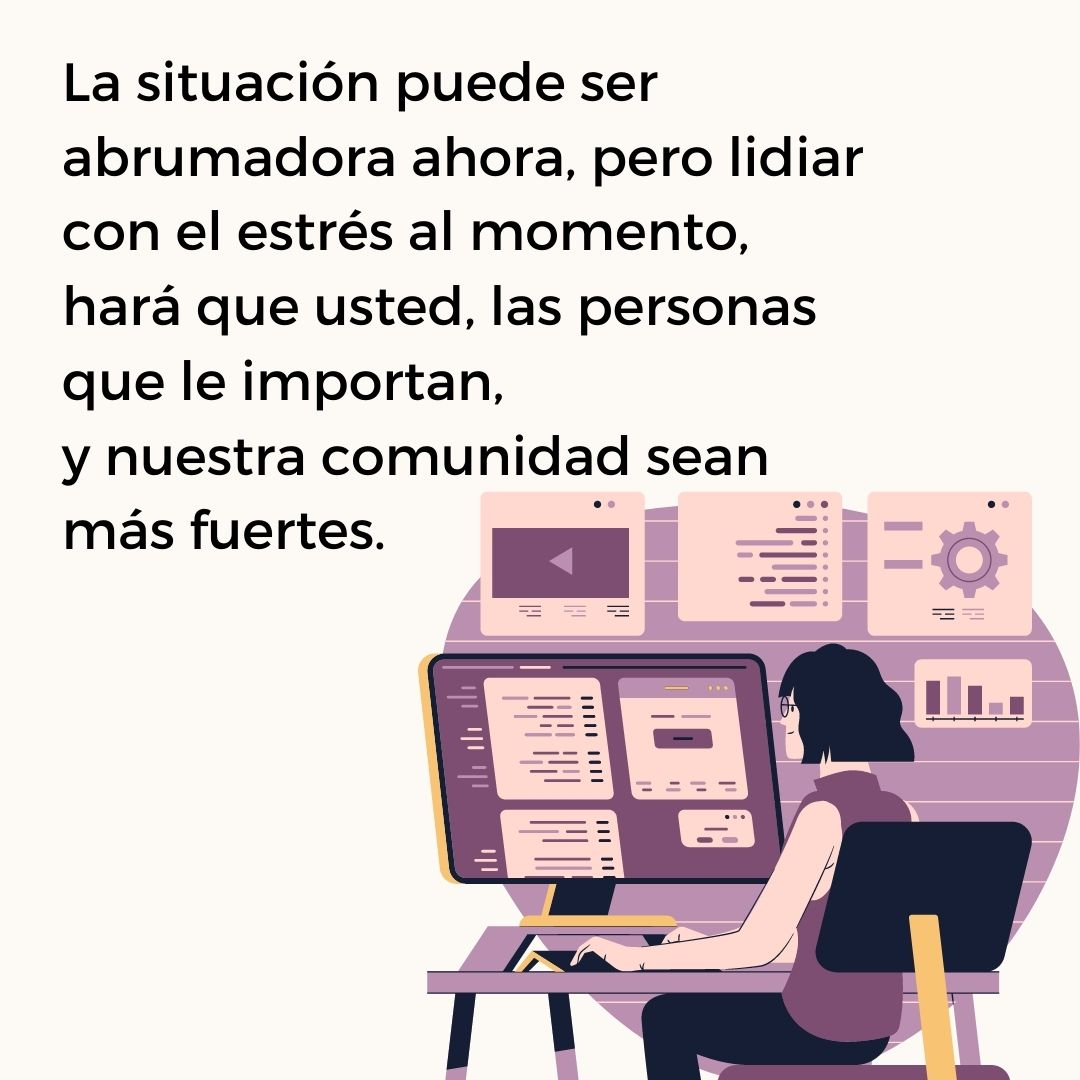 La situación puede ser
abrumadora ahora, pero lidiar
con el estrés al momento,
hará que usted, las personas
que le importan,
y nuestra comunidad sean
más fuertes.